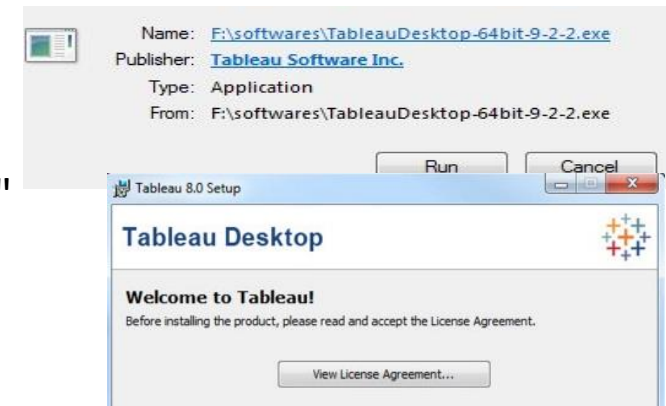 Name: F:\softwares\TableauDesktop-64bit-9-2-2.exe
Publisher: Tableau Software Inc.
Type: Application
From: F:\softwares\TableauDesktop-64bit-9-2-2.exe
Run Cancel
"
Tableau 8.0 Setup
Tableau Desktop
Welcome to Tableau!
Before installing the product, please read and accept the License Agreement.
View License Agreement...